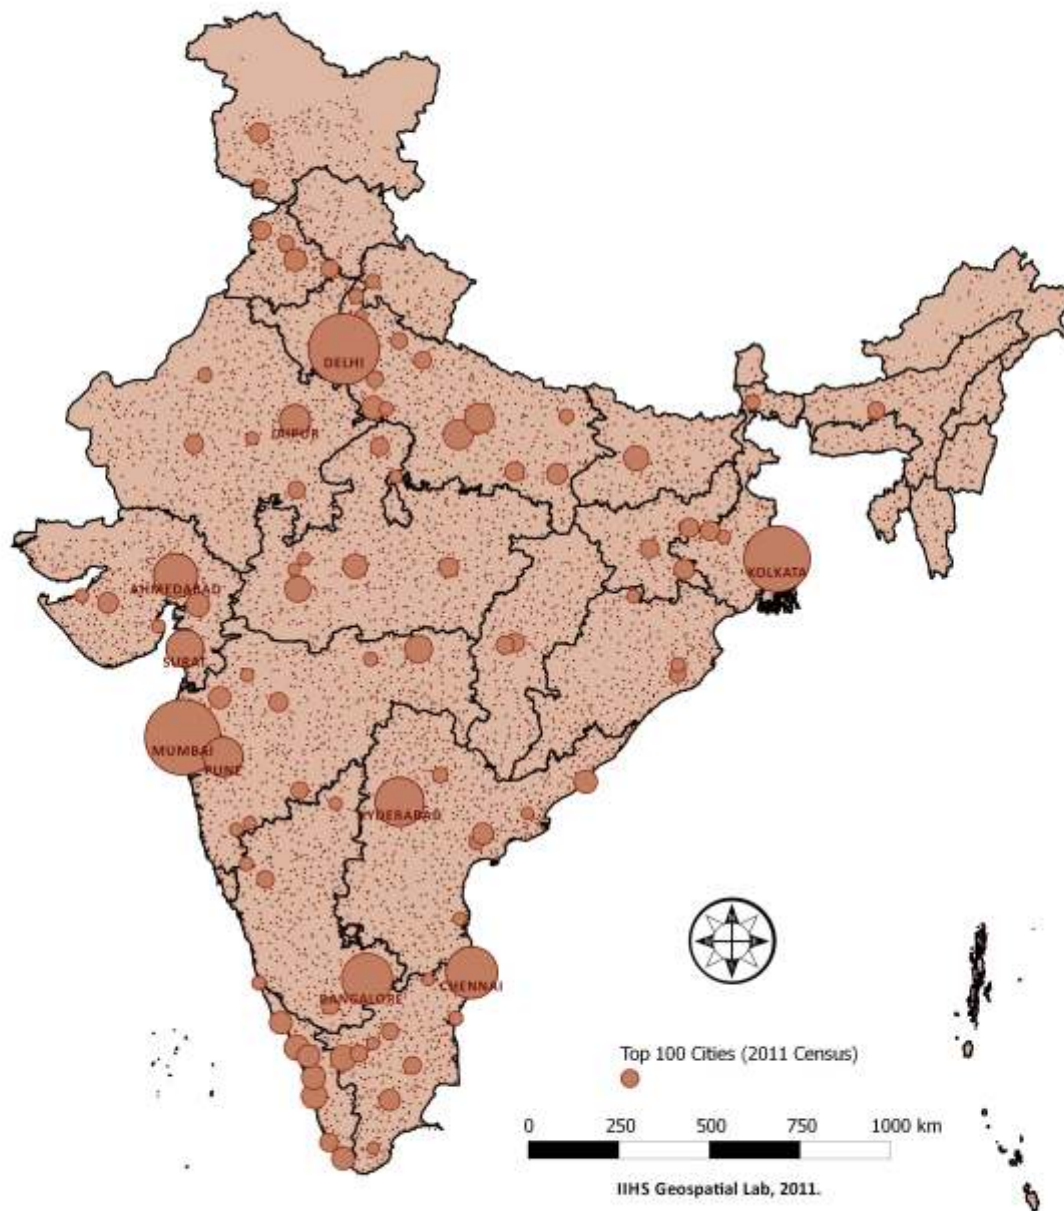 DELHI
JAIPUR
AHMEDABAD
KOLKATA
SURAT
MUMBAI
PUNE
HYDERABAD
CHENNAI
BANGALORE
Top 100 Cities (2011 Census)
0 250 500 750 1000 km
IIHS Geospatial Lab, 2011.